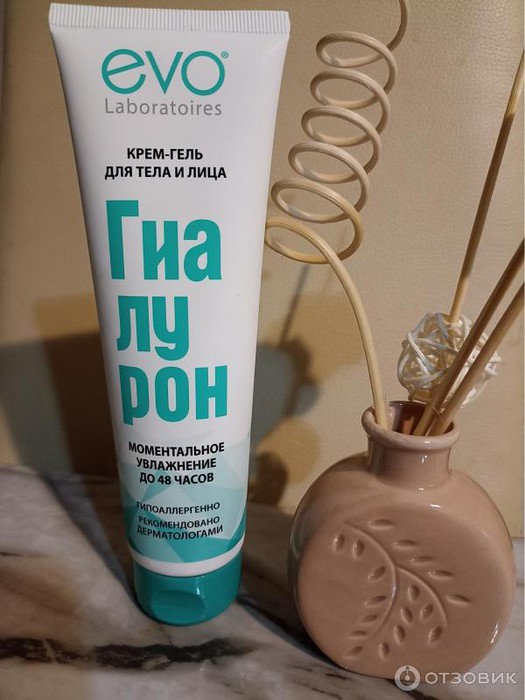 evo®
Laboratoires
КРЕМ-ГЕЛЬ
ДЛЯ ТЕЛА И ЛИЦА
Гиа
лу
рон
МОМЕНТАЛЬНОЕ
УВЛАЖНЕНИЕ
ДО 48 ЧАСОВ
ГИПОАЛЛЕРГЕННО
РЕКОМЕНДОВАНО
ДЕРМАТОЛОГАМИ
ОТЗОВИК